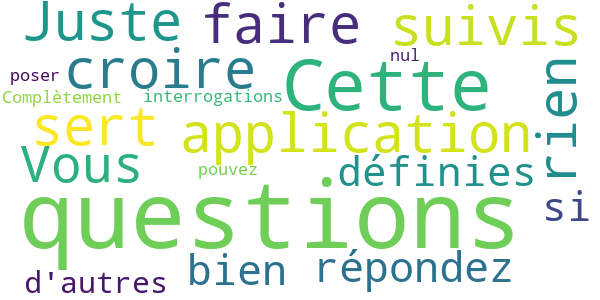 Juste faire suivis
croire nul
poser Cette rien
Complètement interrogations
sert application
Vous pouvez définies
questions si
d'autres bien répondez